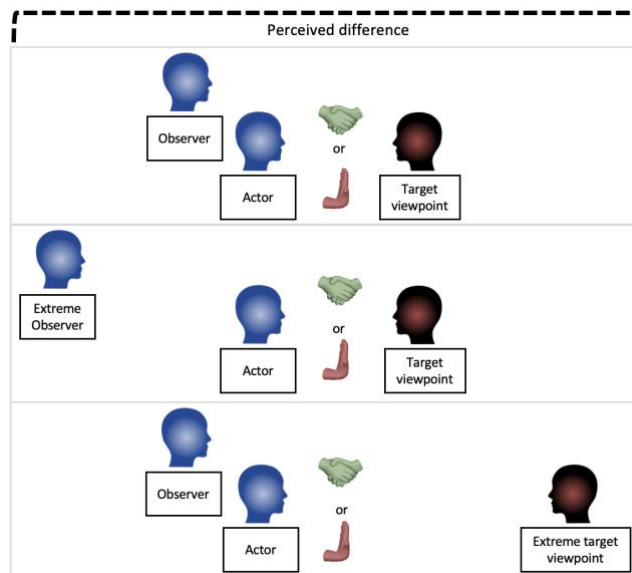 Perceived difference
Observer
or
Actor
Target
viewpoint
Extreme
Observer
or
Actor
Target
viewpoint
Observer
or
Actor
Extreme target
viewpoint